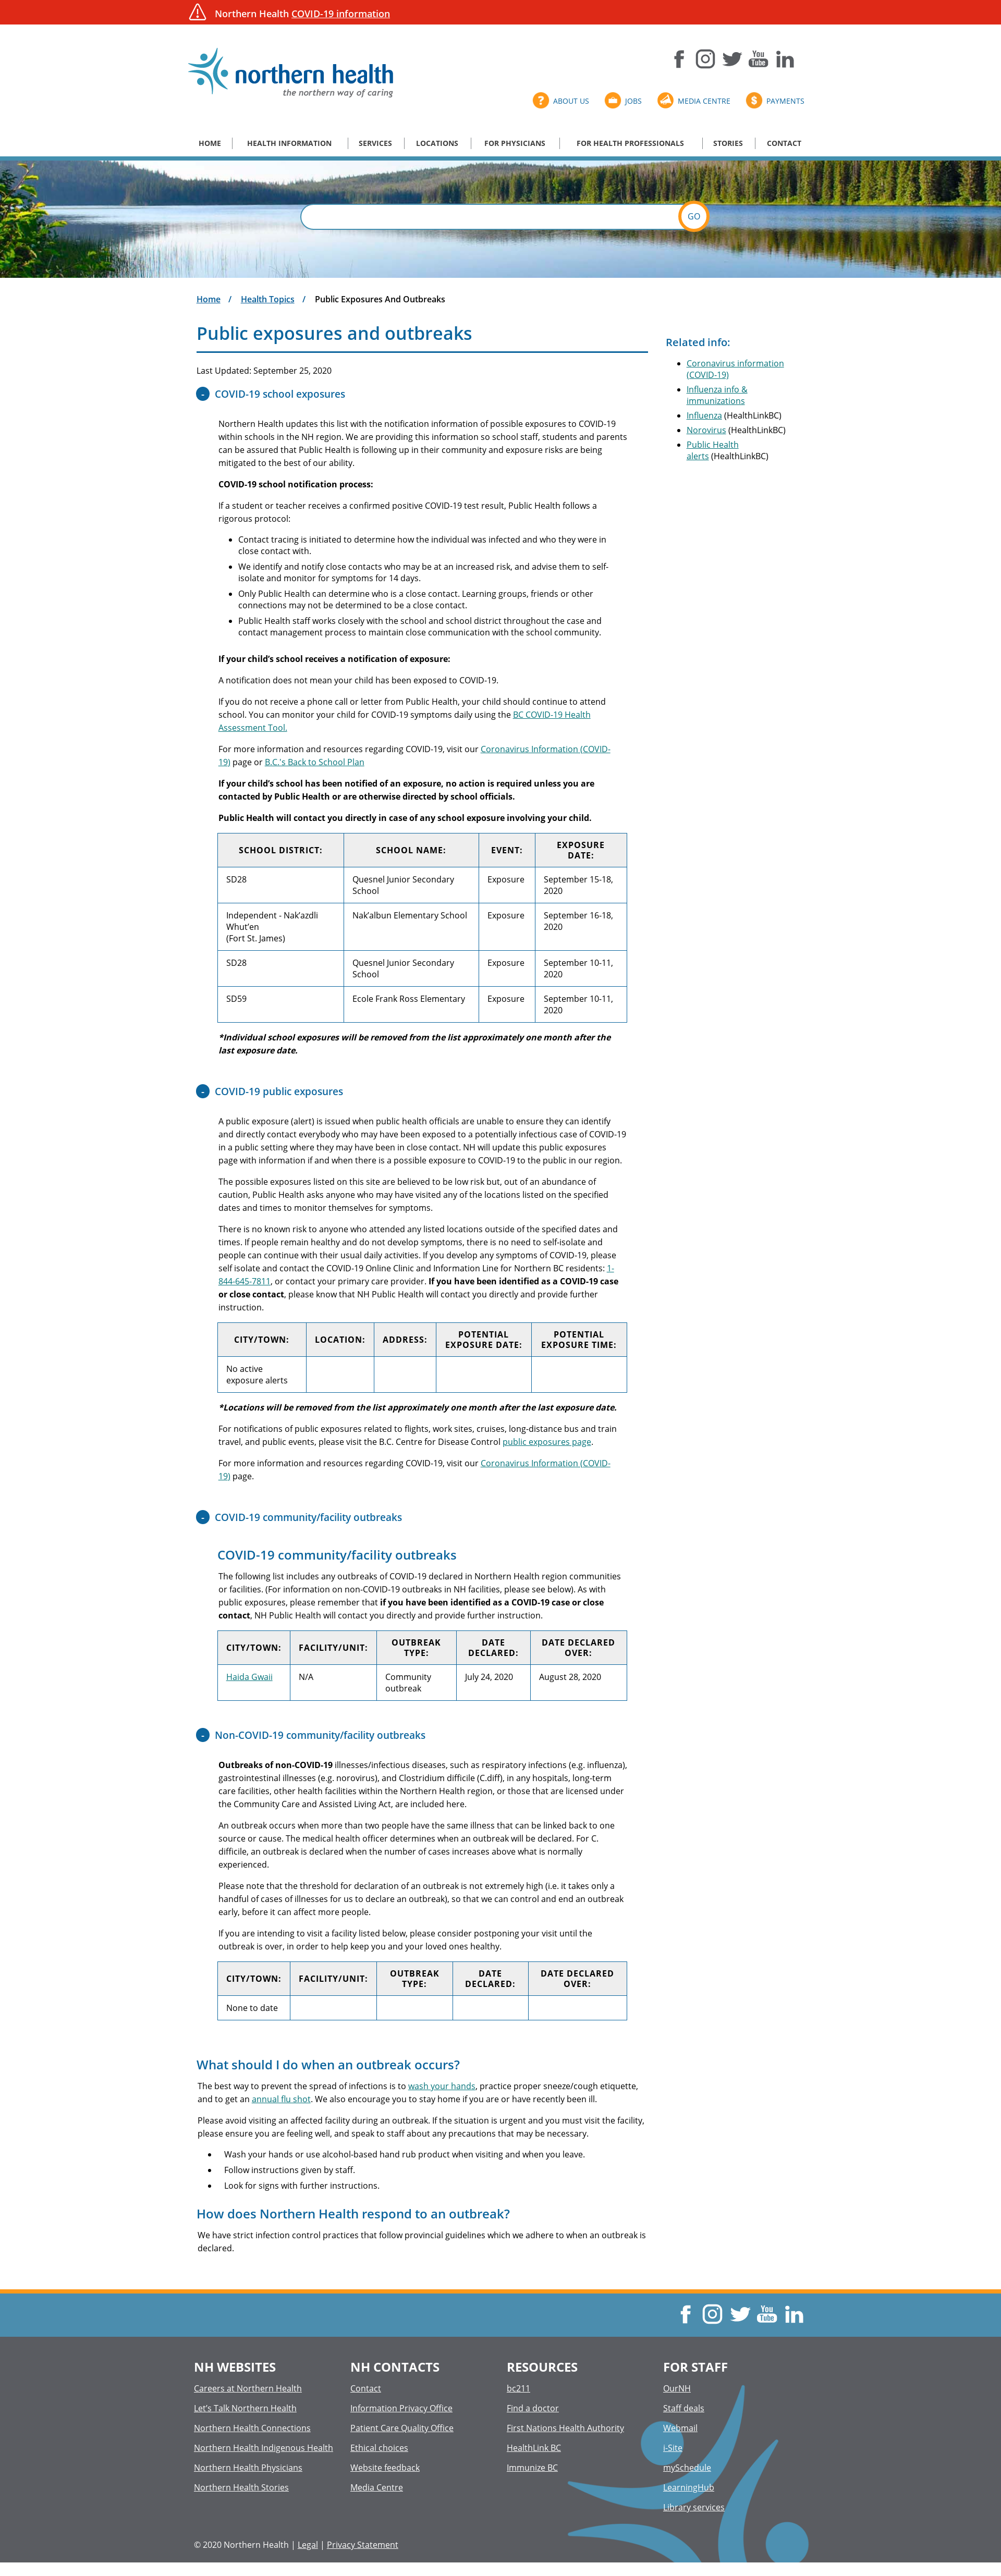 Northern Health COVID-19 information
northern health
the northern way of caring
You
Tube
in
?
ABOUT US
JOBS
MEDIA CENTRE
$
PAYMENTS
HOME
HEALTH INFORMATION
SERVICES
LOCATIONS
FOR PHYSICIANS
FOR HEALTH PROFESSIONALS
STORIES
CONTACT
GO
Home / Health Topics / Public Exposures And Outbreaks
Public exposures and outbreaks
Last Updated: September 25, 2020
- COVID-19 school exposures
Northern Health updates this list with the notification information of possible exposures to COVID-19
within schools in the NH region. We are providing this information so school staff, students and parents
can be assured that Public Health is following up on every community and exposure risks are being
mitigated to the best of our ability.
COVID-19 school notification process:
If a student or teacher receives a confirmed positive COVID-19 test result, Public Health follows a
rigorous protocol:
• Contact tracing is initiated to determine how the individual was infected and who they were in
close contact with.
• We identify and notify close contacts who may be at an increased risk, and advise them to self-
isolate and monitor for symptoms for 14 days.
• Only Public Health can determine who is a close contact. Learning groups, friends or other
connections may not be determined to be a close contact.
• Public Health staff works closely with the school and school district throughout the case and
contact management process to maintain close communication with the school community.
If your child's school receives a notification of exposure:
A notification does not mean your child has been exposed to COVID-19.
If you do not receive a phone call or letter from Public Health, your child should continue to attend
school. You can monitor your child for COVID-19 symptoms daily using the BC COVID-19 Health
Assessment Tool.
For more information and resources regarding COVID-19, visit our Coronavirus Information (COVID-
19) page or B.C.'s Back to School Plan
If your child's school has been notified of an exposure, no action is required unless you are
contacted by Public Health or are otherwise directed by school officials.
Public Health will contact you directly in case of any school exposure involving your child.
SCHOOL DISTRICT:
SCHOOL NAME:
EVENT:
EXPOSURE
DATE:
SD28
Quesnel Junior Secondary
School
Exposure
September 15-18,
2020
Independent - Nak'azdli
Whut'en
(Fort St. James)
Nak'albun Elementary School
Exposure
September 16-18,
2020
SD28
Quesnel Junior Secondary
School
Exposure
September 10-11,
2020
SD59
Ecole Frank Ross Elementary
Exposure
September 10-11,
2020
*Individual school exposures will be removed from the list approximately one month after the
last exposure date.
- COVID-19 public exposures
A public exposure (alert) is issued when public health officials are unable to ensure they can identify
and directly contact everybody who may have been exposed to a potentially infectious case of COVID-19
in a public setting where they may have been in close contact. NH will update this public exposures
page with information if and when there is a possible exposure to COVID-19 to the public in our region.
The possible exposures listed on this site are believed to be low risk but, out of an abundance of
caution, Public Health asks anyone who may have visited any of the locations listed on the specified
dates and times to monitor themselves for symptoms.
There is no known risk to anyone who attended any listed locations outside of the specified dates and
times. If people remain healthy and do not develop symptoms, there is no need to self-isolate and
people can continue with their usual daily activities. If you develop any symptoms of COVID-19, please
self isolate and contact the COVID-19 Online Clinic and Information Line for Northern BC residents: 1-
844-645-7811, or contact your primary care provider. If you have been identified as a COVID-19 case
or close contact, please know that NH Public Health will contact you directly and provide further
instruction.
CITY/TOWN:
LOCATION:
ADDRESS:
POTENTIAL
EXPOSURE DATE:
POTENTIAL
EXPOSURE TIME:
No active
exposure alerts
*Locations will be removed from the list approximately one month after the last exposure date.
For notifications of public exposures related to flights, work sites, cruises, long-distance bus and train
travel, and public events, please visit the B.C. Centre for Disease Control public exposures page.
For more information and resources regarding COVID-19, visit our Coronavirus Information (COVID-
19) page.
- COVID-19 community/facility outbreaks
COVID-19 community/facility outbreaks
The following list includes any outbreaks of COVID-19 declared in Northern Health region communities
or facilities. (For information on non-COVID-19 outbreaks in NH facilities, please see below). As with
public exposures, please remember that if you have been identified as a COVID-19 case or close
contact, NH Public Health will contact you directly and provide further instruction.
CITY/TOWN:
FACILITY/UNIT:
OUTBREAK
TYPE:
DATE
DECLARED:
DATE DECLARED
OVER:
Haida Gwaii
N/A
Community
outbreak
July 24, 2020
August 28, 2020
- Non-COVID-19 community/facility outbreaks
Outbreaks of non-COVID-19 illnesses/infectious diseases, such as respiratory infections (e.g. influenza),
gastrointestinal illnesses (e.g. norovirus), and Clostridium difficile (C.diff), in any hospitals, long-term
care facilities, other health facilities within the Northern Health region, or those that are licensed under
the Community Care and Assisted Living Act, are included here.
An outbreak occurs when more than two people have the same illness that can be linked back to one
source or cause. The medical health officer determines when an outbreak will be declared. For C.
difficile, an outbreak is declared when the number of cases increases above what is normally
experienced.
Please note that the threshold for declaration of an outbreak is not extremely high (i.e. it takes only a
handful of cases of illnesses for us to declare an outbreak), so that we can control and end an outbreak
early, before it can affect more people.
If you are intending to visit a facility listed below, please consider postponing your visit until the
outbreak is over, in order to help keep you and your loved ones healthy.
CITY/TOWN:
FACILITY/UNIT:
OUTBREAK
TYPE:
DATE
DECLARED:
DATE DECLARED
OVER:
None to date
What should I do when an outbreak occurs?
The best way to prevent the spread of infections is to wash your hands, practice proper sneeze/cough etiquette,
and to get an annual flu shot. We also encourage you to stay home if you are or have recently been ill.
Please avoid visiting an affected facility during an outbreak. If the situation is urgent and you must visit the facility,
please ensure you are feeling well, and speak to staff about any precautions that may be necessary.
• Wash your hands or use alcohol-based hand rub product when visiting and when you leave.
• Follow instructions given by staff.
• Look for signs with further instructions.
How does Northern Health respond to an outbreak?
We have strict infection control practices that follow provincial guidelines which we adhere to when an outbreak is
declared.
Related info:
• Coronavirus information
(COVID-19)
• Influenza info &
immunizations
• Influenza (HealthLinkBC)
• Norovirus (HealthLinkBC)
• Public Health
alerts (HealthLinkBC)
You
Tube
in
NH WEBSITES
Careers at Northern Health
Let's Talk Northern Health
Northern Health Connections
Northern Health Indigenous Health
Northern Health Physicians
Northern Health Stories
NH CONTACTS
Contact
Information Privacy Office
Patient Care Quality Office
Ethical choices
Website feedback
Media Centre
RESOURCES
bc211
Find a doctor
First Nations Health Authority
HealthLink BC
Immunize BC
FOR STAFF
OurNH
Staff deals
Webmail
i-Site
mySchedule
LearningHub
Library services
© 2020 Northern Health | Legal | Privacy Statement